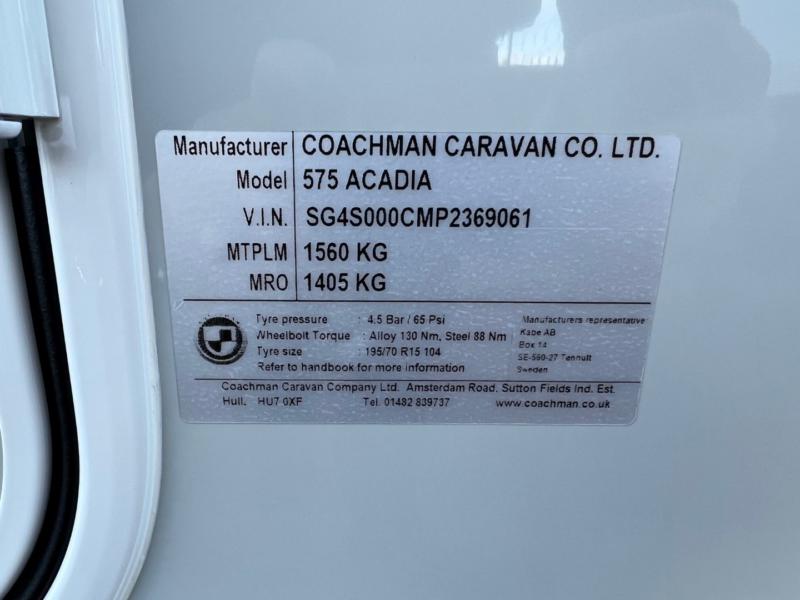 Manufacturer COACHMAN CARAVAN CO. LTD.
Model 575 ACADIA
V.I.N. SG4S000CMP2369061
MTPLM 1560 KG
MRO 1405 KG
Tyre pressure : 4.5 Bar / 65 Psi
Wheelbolt Torque : Alloy 130 Nm, Steel 88 Nm
Tyre size : 195/70 R15 104
Refer to handbook for more information
Manufacturers representative
Kabe AB
Box 14
SE-560-27 Tenhult
Sweden
Coachman Caravan Company Ltd. Amsterdam Road, Sutton Fields Ind. Est.
Hull. HU7 0XF Tel. 01482 839737 www.coachman.co.uk